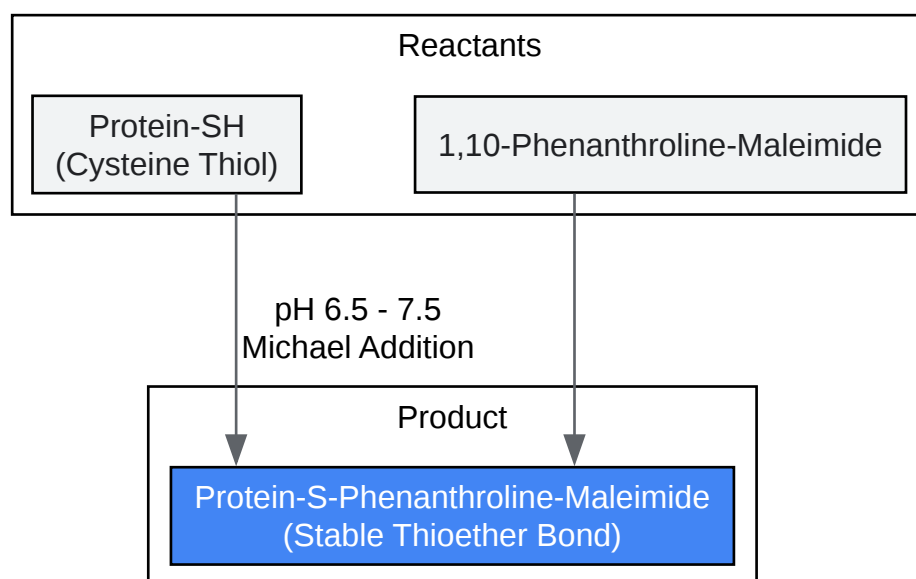 Reactants
Protein-SH
(Cysteine Thiol)
1,10-Phenanthroline-Maleimide
pH 6.5 - 7.5
Michael Addition
Product
Protein-S-Phenanthroline-Maleimide
(Stable Thioether Bond)